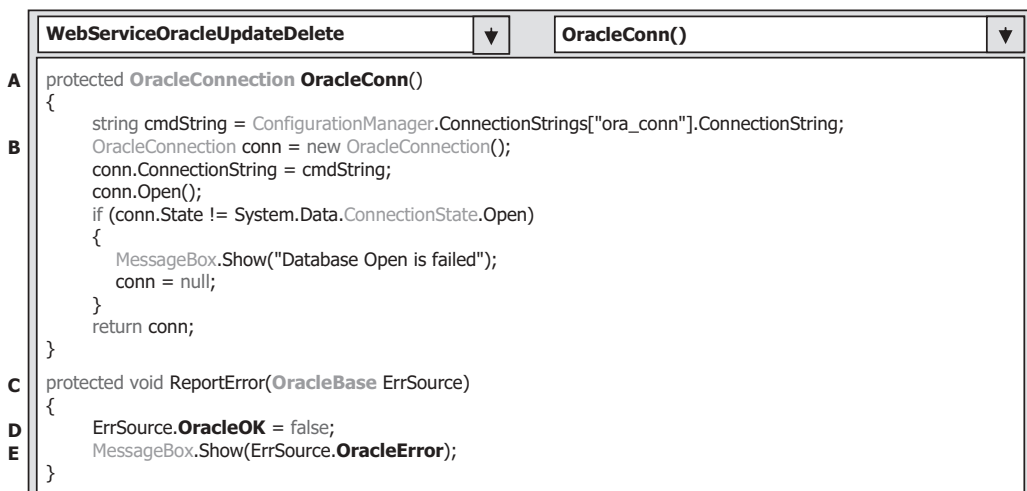 WebServiceOracleUpdateDelete OracleConn()
A protected OracleConnection OracleConn()
{
string cmdString = ConfigurationManager.ConnectionStrings["ora_conn"].ConnectionString;
B OracleConnection conn = new OracleConnection();
conn.ConnectionString = cmdString;
conn.Open();
if (conn.State != System.Data.ConnectionState.Open)
{
MessageBox.Show("Database Open is failed");
conn = null;
}
return conn;
}
C protected void ReportError(OracleBase ErrSource)
{
D ErrSource.OracleOK = false;
E MessageBox.Show(ErrSource.OracleError);
}